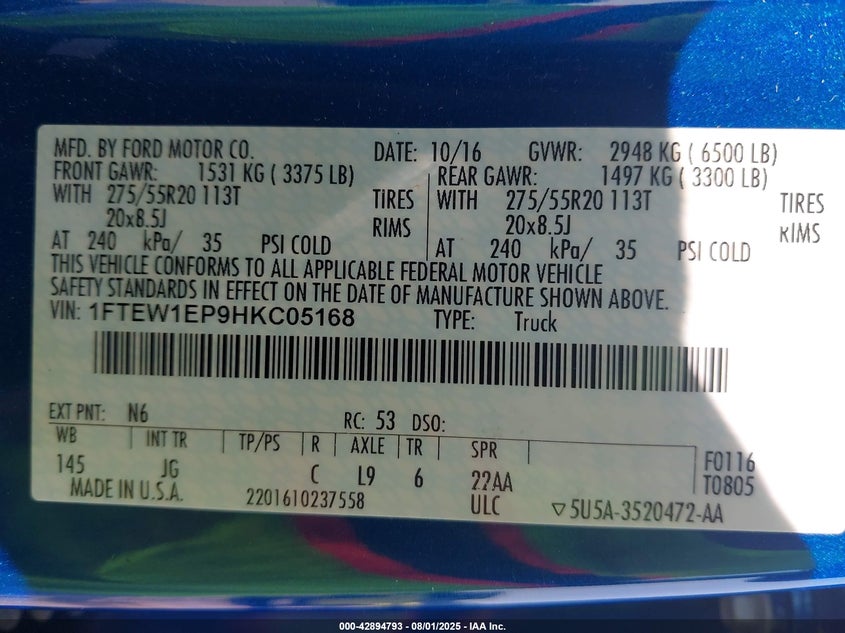 MFD. BY FORD MOTOR CO. DATE: 10/16 GVWR: 2948 KG ( 6500 LB)
FRONT GAWR: 1531 KG ( 3375 LB) REAR GAWR: 1497 KG ( 3300 LB)
WITH 275/55R20 113T TIRES WITH 275/55R20 113T TIRES
20x8.5J RIMS 20x8.5J RIMS
AT 240 kPa/ 35 PSI COLD AT 240 kPa/ 35 PSI COLD
THIS VEHICLE CONFORMS TO ALL APPLICABLE FEDERAL MOTOR VEHICLE
SAFETY STANDARDS IN EFFECT ON THE DATE OF MANUFACTURE SHOWN ABOVE.
VIN: 1FTEW1EP9HKC05168 TYPE: Truck
EXT PNT: N6 RC: 53 DSO:
WB INT TR TP/PS R AXLE TR SPR
145 JG C L9 6 22AA F0116
MADE IN U.S.A. 2201610237558 ULC T0805
▽5U5A-3520472-AA
000-42894793 - 08/01/2025 - IAA Inc.